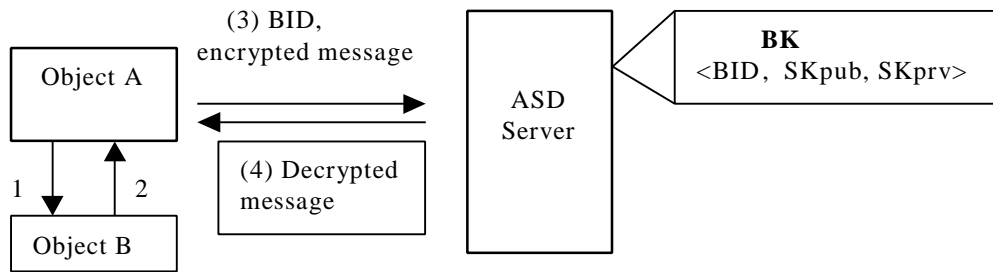 (3) BID,
encrypted message
Object A
BK
<BID, SKpub, SKprv>
ASD
Server
(4) Decrypted
message
1
2
Object B